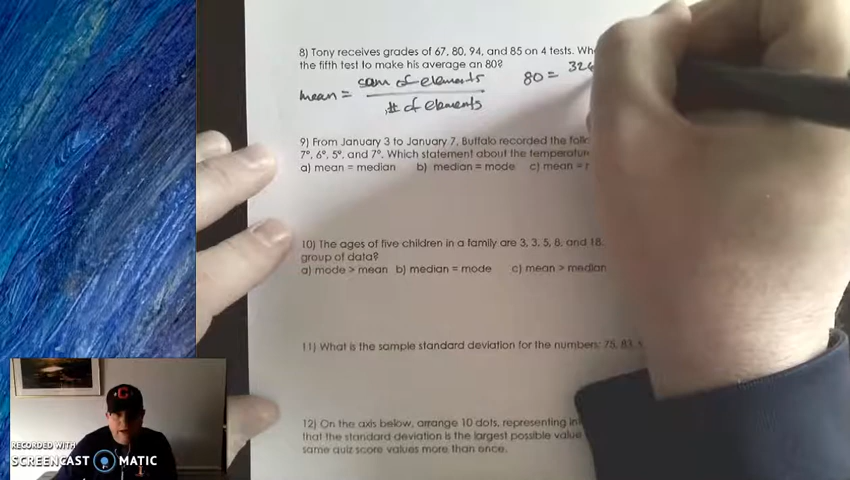 8) Tony receives grades of 67, 80, 94, and 85 on 4 tests.
the fifth test to make his average an 80?
mean = sum of elements / # of elements 80 = 326
9) From January 3 to January 7, Buffalo recorded the
7°, 6°, 5°, and 7°. Which statement about the
a) mean = median b) median = mode c) mean =
10) The ages of five children in a family are 3, 3, 5, 8, and 18.
group of data?
a) mode > mean b) median = mode c) mean > median
11) What is the sample standard deviation for the numbers: 75, 83,
12) On the axis below, arrange 10 dots, representing
that the standard deviation is the largest possible value
same quiz score values more than once.
RECORDED WITH
SCREENCAST MATIC